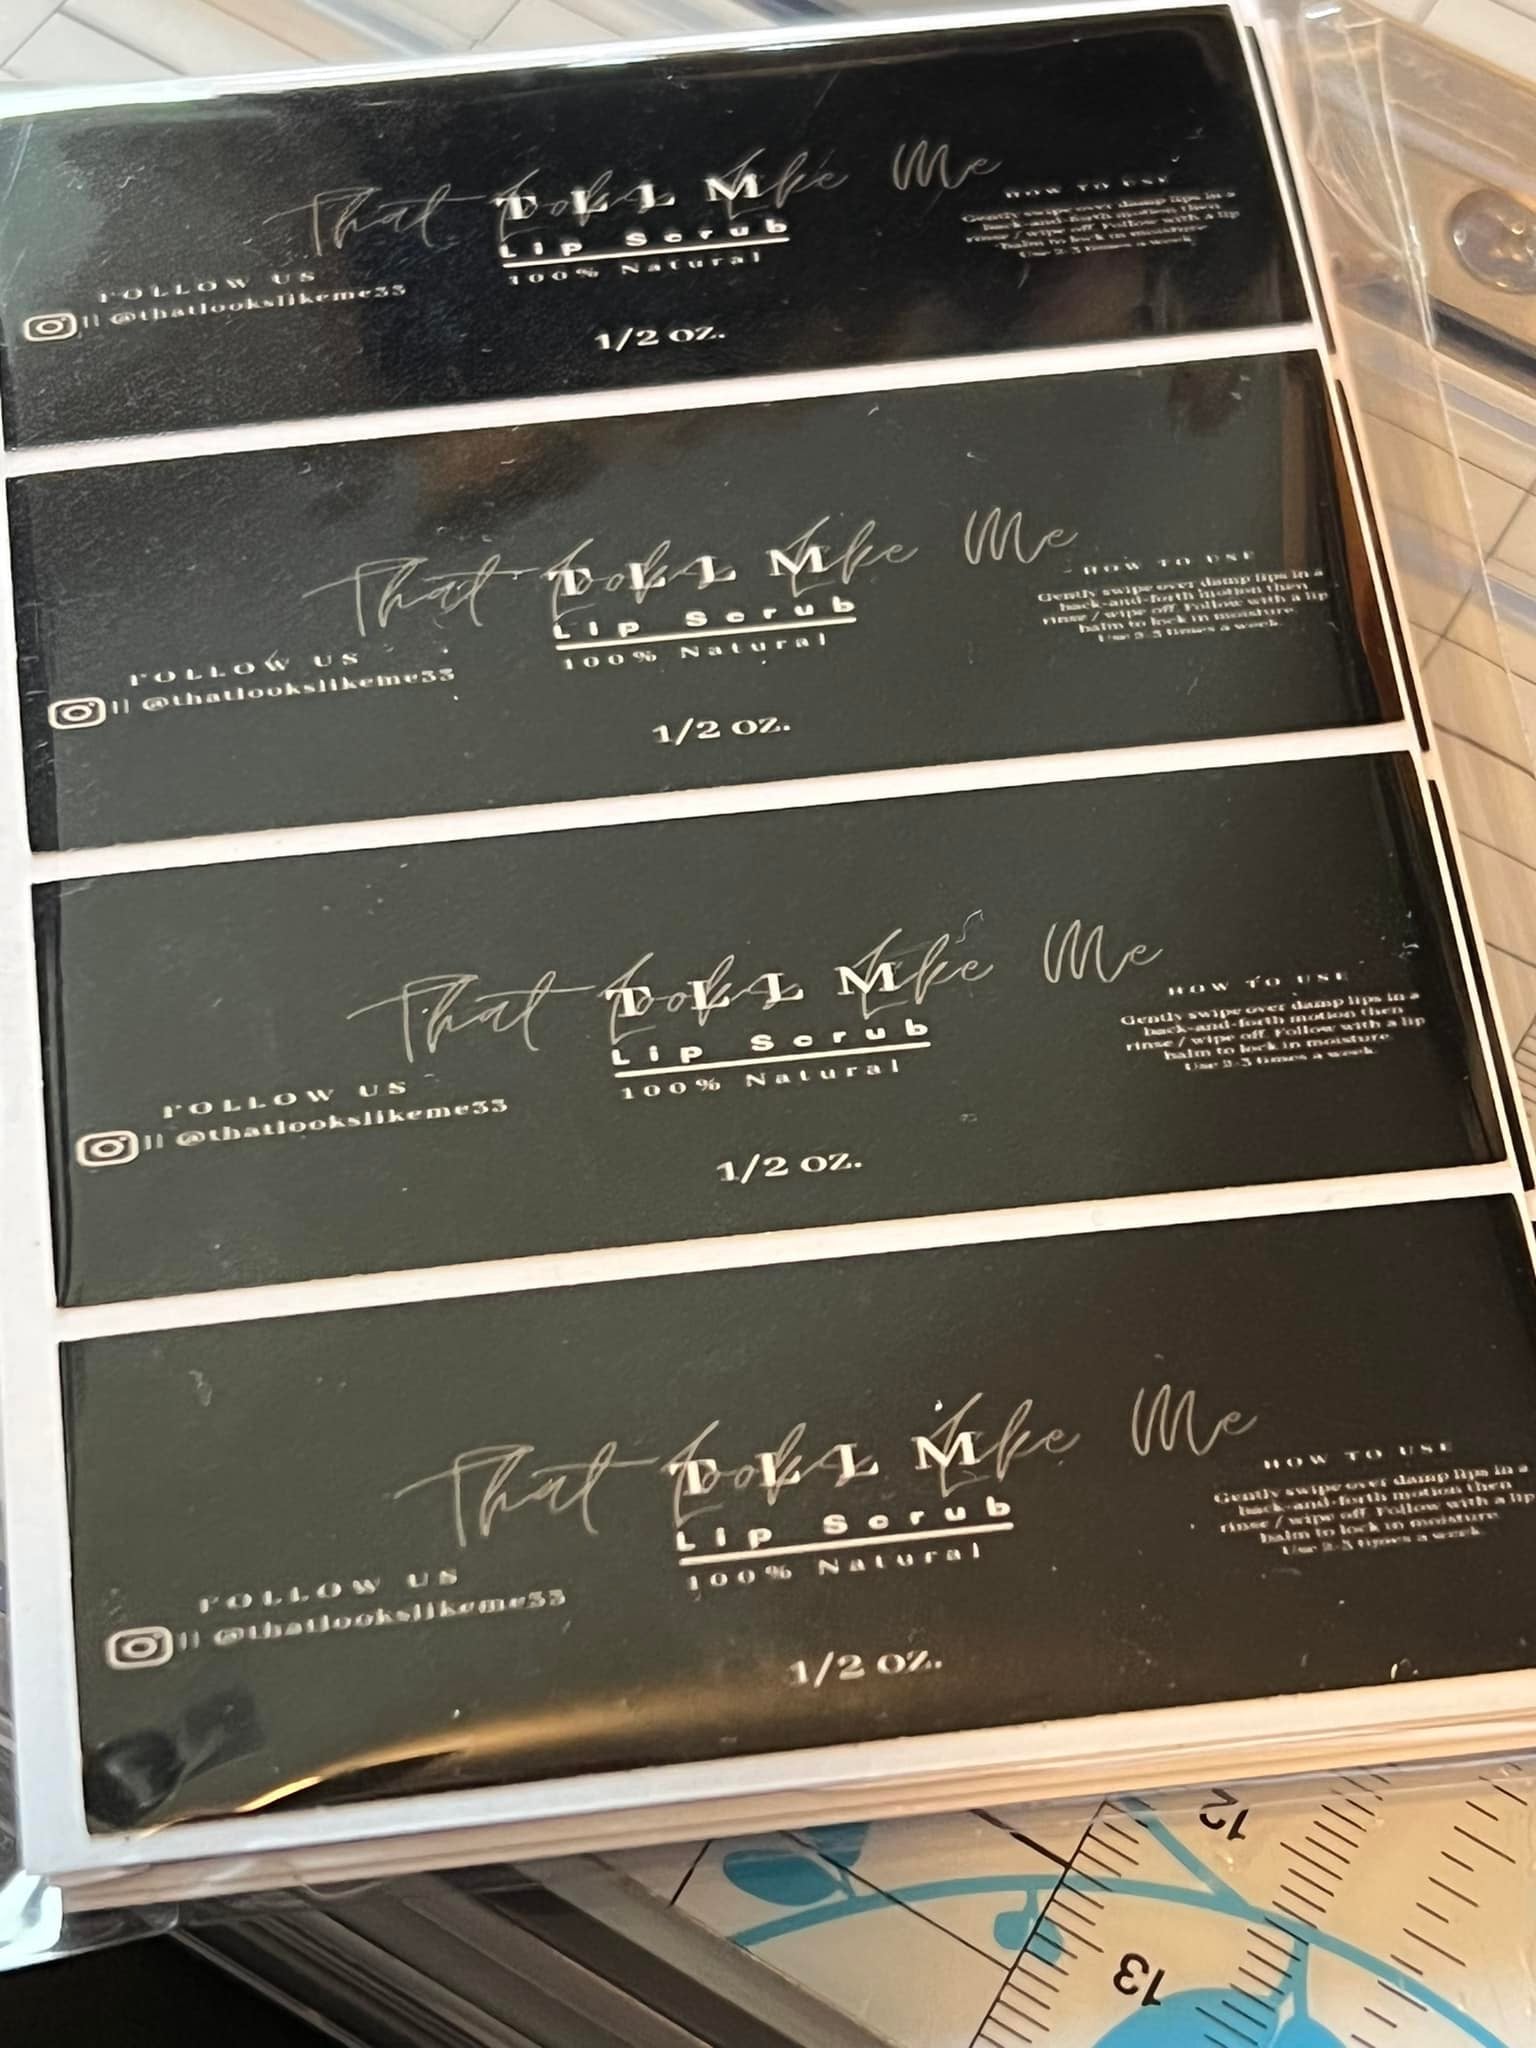 That Looks Like Me
T L L M
Lip Scrub
100% Natural
1/2 OZ.
FOLLOW US
|| @thatlookslikeme33
HOW TO USE
Gently swipe over damp lips in a
back-and-forth motion then
rinse / wipe off. Follow with a lip
balm to lock in moisture
Use 2-3 times a week.
That Looks Like Me
T L L M
Lip Scrub
100% Natural
1/2 OZ.
FOLLOW US
|| @thatlookslikeme33
HOW TO USE
Gently swipe over damp lips in a
back-and-forth motion then
rinse / wipe off. Follow with a lip
balm to lock in moisture
Use 2-3 times a week.
That Looks Like Me
T L L M
Lip Scrub
100% Natural
1/2 OZ.
FOLLOW US
|| @thatlookslikeme33
HOW TO USE
Gently swipe over damp lips in a
back-and-forth motion then
rinse / wipe off. Follow with a lip
balm to lock in moisture
Use 2-3 times a week.
That Looks Like Me
T L L M
Lip Scrub
100% Natural
1/2 OZ.
FOLLOW US
|| @thatlookslikeme33
HOW TO USE
Gently swipe over damp lips in a
back-and-forth motion then
rinse / wipe off. Follow with a lip
balm to lock in moisture
Use 2-3 times a week.
12
13